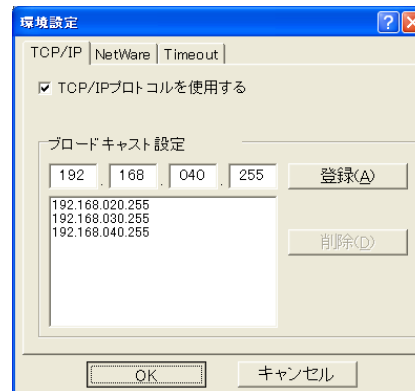 環境設定
TCP/IP NetWare Timeout
TCP/IPプロトコルを使用する
ブロードキャスト設定
192 . 168 . 040 . 255 登録(A)
192.168.020.255
192.168.030.255
192.168.040.255
削除(D)
OK キャンセル